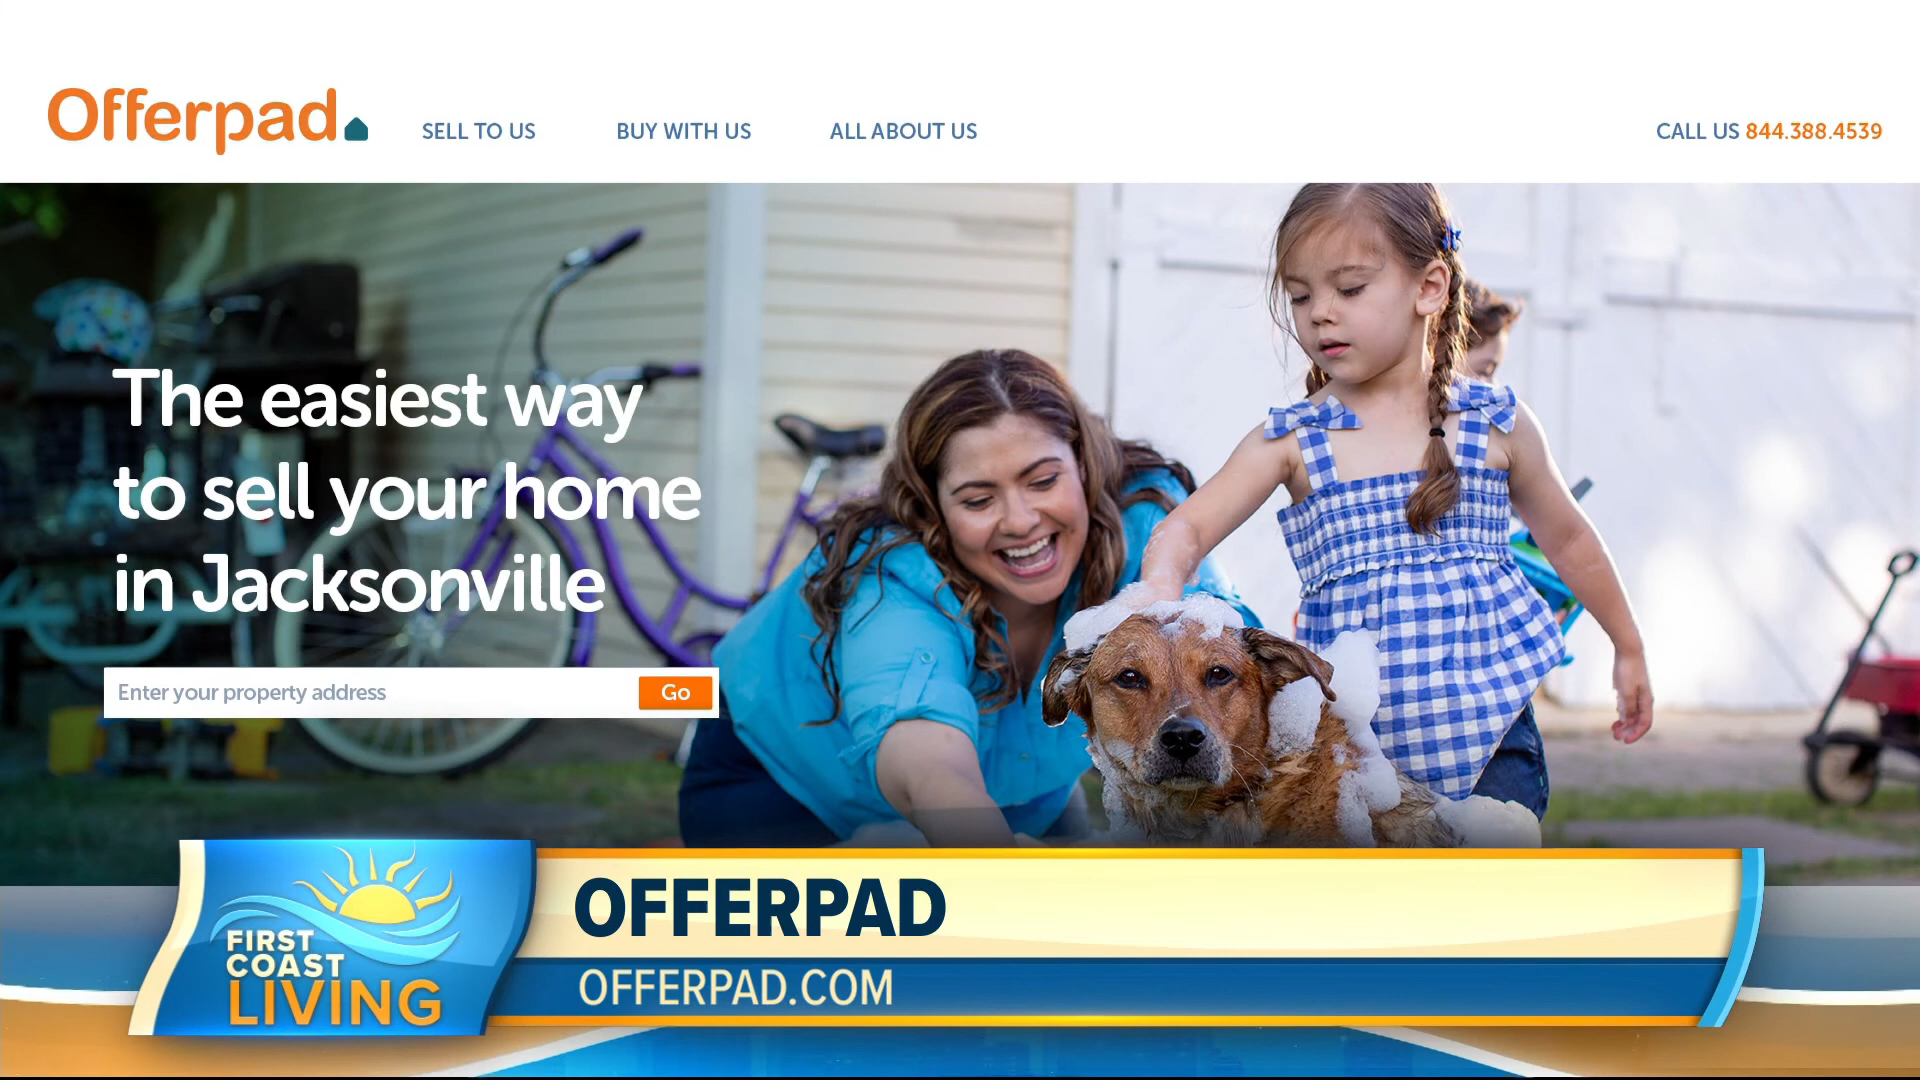 Offerpad
SELL TO US
BUY WITH US
ALL ABOUT US
CALL US 844.388.4539
The easiest way
to sell your home
in Jacksonville
Enter your property address
Go
FIRST
COAST
LIVING
OFFERPAD
OFFERPAD.COM